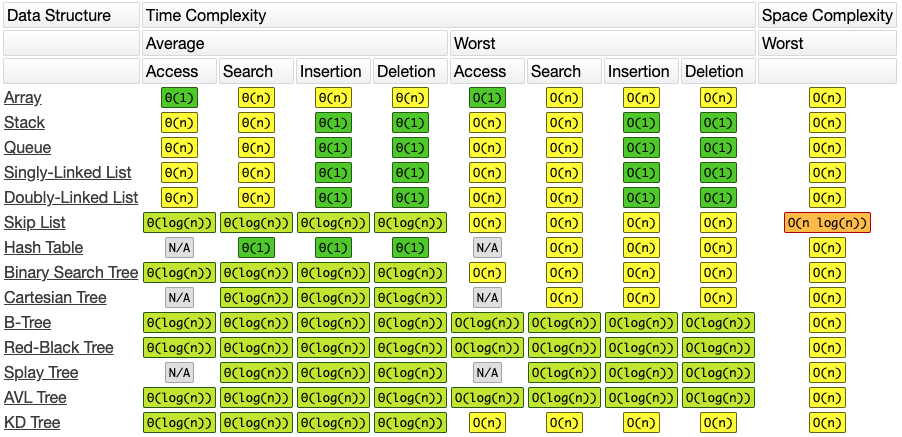 Data Structure Time Complexity Space Complexity
Average Worst Worst
Access Search Insertion Deletion Access Search Insertion Deletion
Array θ(1) θ(n) θ(n) θ(n) O(1) O(n) O(n) O(n) O(n)
Stack θ(n) θ(n) θ(1) θ(1) O(n) O(n) O(1) O(1) O(n)
Queue θ(n) θ(n) θ(1) θ(1) O(n) O(n) O(1) O(1) O(n)
Singly-Linked List θ(n) θ(n) θ(1) θ(1) O(n) O(n) O(1) O(1) O(n)
Doubly-Linked List θ(n) θ(n) θ(1) θ(1) O(n) O(n) O(1) O(1) O(n)
Skip List θ(log(n)) θ(log(n)) θ(log(n)) θ(log(n)) O(n) O(n) O(n) O(n) O(n log(n))
Hash Table N/A θ(1) θ(1) θ(1) N/A O(n) O(n) O(n) O(n)
Binary Search Tree θ(log(n)) θ(log(n)) θ(log(n)) θ(log(n)) O(n) O(n) O(n) O(n) O(n)
Cartesian Tree N/A θ(log(n)) θ(log(n)) θ(log(n)) N/A O(n) O(n) O(n) O(n)
B-Tree θ(log(n)) θ(log(n)) θ(log(n)) θ(log(n)) O(log(n)) O(log(n)) O(log(n)) O(log(n)) O(n)
Red-Black Tree θ(log(n)) θ(log(n)) θ(log(n)) θ(log(n)) O(log(n)) O(log(n)) O(log(n)) O(log(n)) O(n)
Splay Tree N/A θ(log(n)) θ(log(n)) θ(log(n)) N/A O(log(n)) O(log(n)) O(log(n)) O(n)
AVL Tree θ(log(n)) θ(log(n)) θ(log(n)) θ(log(n)) O(log(n)) O(log(n)) O(log(n)) O(log(n)) O(n)
KD Tree θ(log(n)) θ(log(n)) θ(log(n)) θ(log(n)) O(n) O(n) O(n) O(n) O(n)